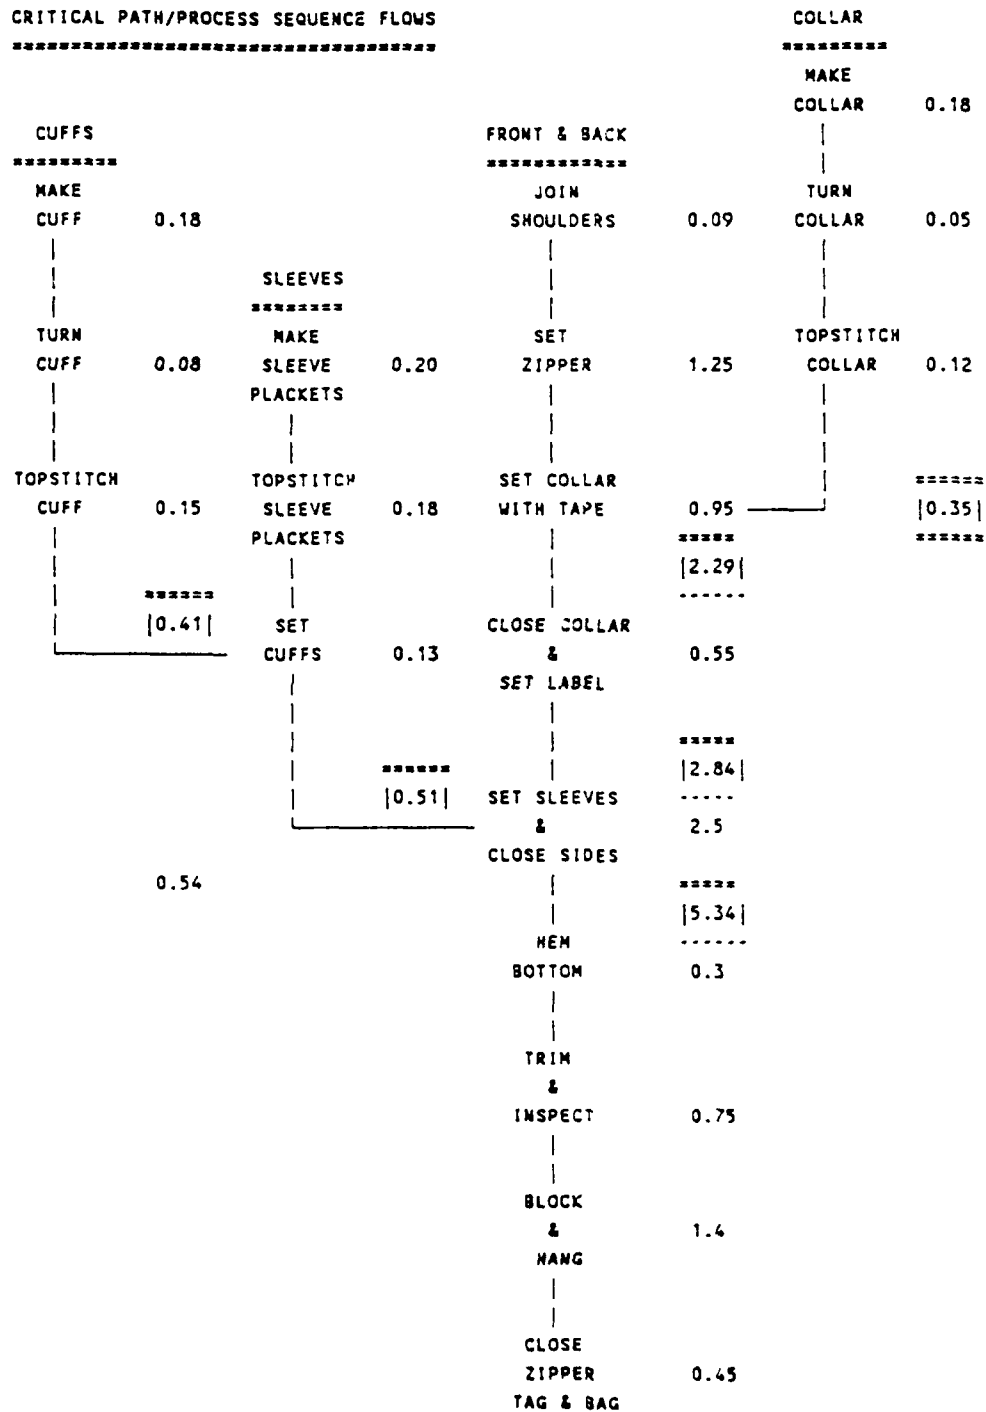 CRITICAL PATH/PROCESS SEQUENCE FLOWS
COLLAR
MAKE
COLLAR 0.18
CUFFS
FRONT & BACK
MAKE
CUFF 0.18
JOIN
SHOULDERS 0.09
TURN
COLLAR 0.05
SLEEVES
TURN
CUFF 0.08
MAKE
SLEEVE 0.20
PLACKETS
SET
ZIPPER 1.25
TOPSTITCH
COLLAR 0.12
TOPSTITCH
CUFF 0.15
TOPSTITCH
SLEEVE 0.18
PLACKETS
SET COLLAR
WITH TAPE 0.95
|0.35|
|2.29|
|0.41|
SET
CUFFS 0.13
CLOSE COLLAR
& 0.55
SET LABEL
|2.84|
|0.51|
SET SLEEVES
& 2.5
CLOSE SIDES
0.54
|5.34|
HEM
BOTTOM 0.3
TRIM
&
INSPECT 0.75
BLOCK
& 1.4
HANG
CLOSE
ZIPPER 0.45
TAG & BAG